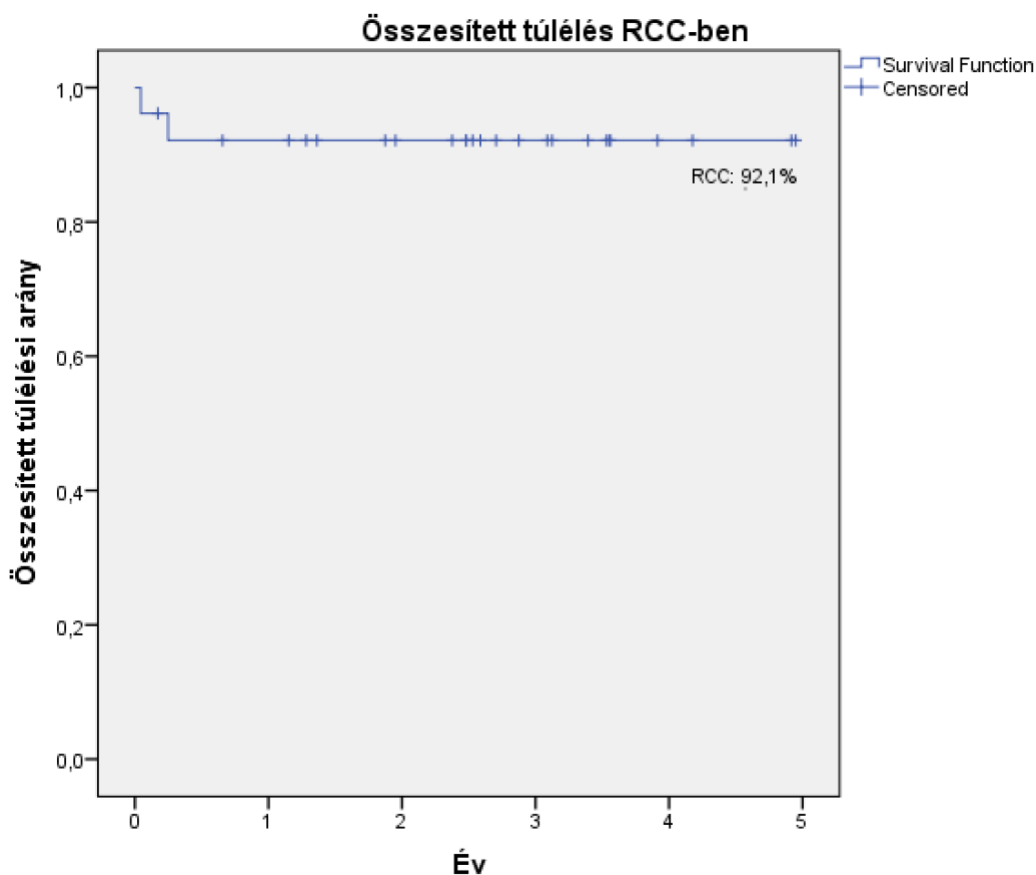 Összesített túlélés RCC-ben
Survival Function
Censored
1,0
0,8
0,6
0,4
0,2
0,0
Összesített túlélési arány
RCC: 92,1%
0 1 2 3 4 5
Év